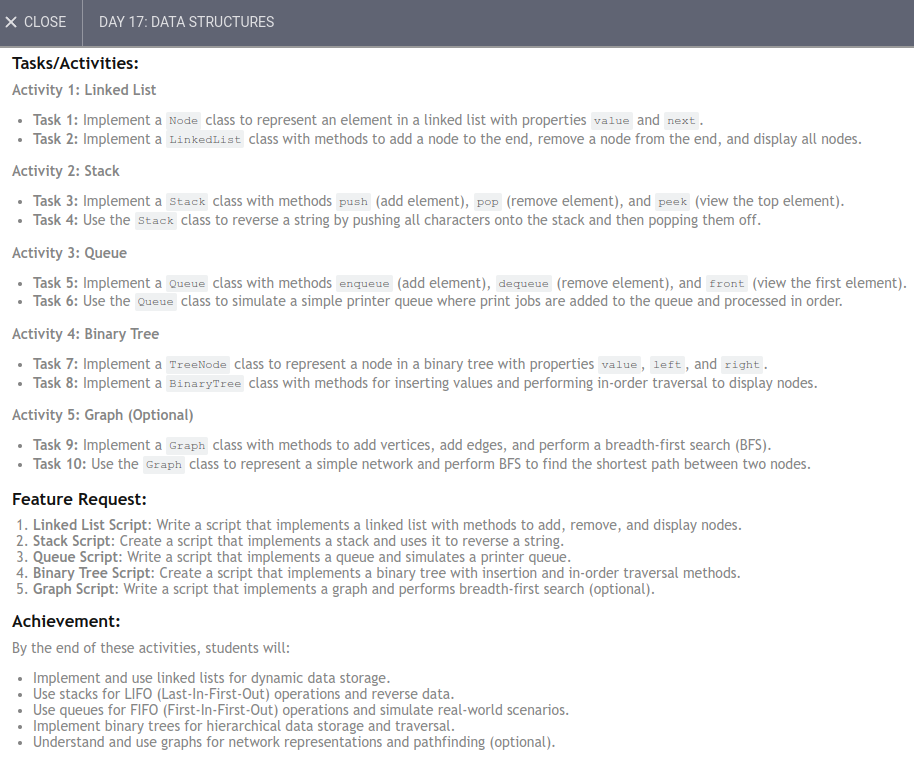 CLOSE DAY 17: DATA STRUCTURES
Tasks/Activities:
Activity 1: Linked List
• Task 1: Implement a Node class to represent an element in a linked list with properties value and next.
• Task 2: Implement a LinkedList class with methods to add a node to the end, remove a node from the end, and display all nodes.
Activity 2: Stack
• Task 3: Implement a Stack class with methods push (add element), pop (remove element), and peek (view the top element).
• Task 4: Use the Stack class to reverse a string by pushing all characters onto the stack and then popping them off.
Activity 3: Queue
• Task 5: Implement a Queue class with methods enqueue (add element), dequeue (remove element), and front (view the first element).
• Task 6: Use the Queue class to simulate a simple printer queue where print jobs are added to the queue and processed in order.
Activity 4: Binary Tree
• Task 7: Implement a TreeNode class to represent a node in a binary tree with properties value, left, and right.
• Task 8: Implement a BinaryTree class with methods for inserting values and performing in-order traversal to display nodes.
Activity 5: Graph (Optional)
• Task 9: Implement a Graph class with methods to add vertices, add edges, and perform a breadth-first search (BFS).
• Task 10: Use the Graph class to represent a simple network and perform BFS to find the shortest path between two nodes.
Feature Request:
1. Linked List Script: Write a script that implements a linked list with methods to add, remove, and display nodes.
2. Stack Script: Create a script that implements a stack and uses it to reverse a string.
3. Queue Script: Write a script that implements a queue and simulates a printer queue.
4. Binary Tree Script: Create a script that implements a binary tree with insertion and in-order traversal methods.
5. Graph Script: Write a script that implements a graph and performs breadth-first search (optional).
Achievement:
By the end of these activities, students will:
• Implement and use linked lists for dynamic data storage.
• Use stacks for LIFO (Last-In-First-Out) operations and reverse data.
• Use queues for FIFO (First-In-First-Out) operations and simulate real-world scenarios.
• Implement binary trees for hierarchical data storage and traversal.
• Understand and use graphs for network representations and pathfinding (optional).